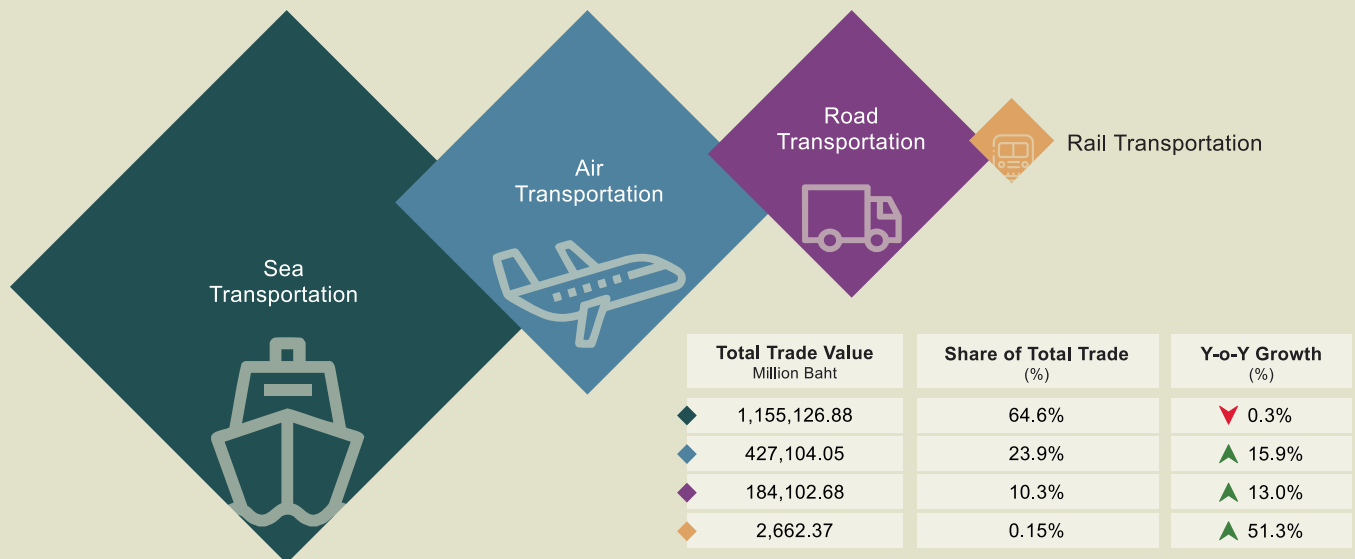 Sea
Transportation
Air
Transportation
Road
Transportation
Rail Transportation
Total Trade Value
Million Baht
Share of Total Trade
(%)
Y-o-Y Growth
(%)
1,155,126.88 64.6% 0.3%
427,104.05 23.9% 15.9%
184,102.68 10.3% 13.0%
2,662.37 0.15% 51.3%